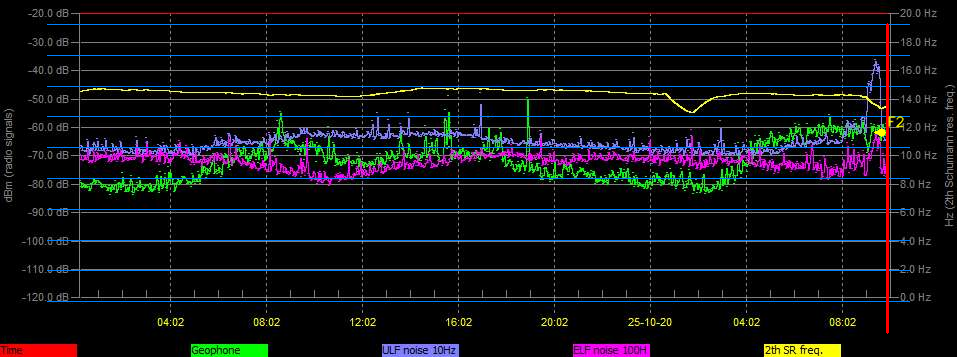 -20.0 dB 20.0 Hz
-30.0 dB 18.0 Hz
-40.0 dB 16.0 Hz
-50.0 dB 14.0 Hz
-60.0 dB F2 12.0 Hz
-70.0 dB 10.0 Hz
-80.0 dB 8.0 Hz
-90.0 dB 6.0 Hz
-100.0 dB 4.0 Hz
-110.0 dB 2.0 Hz
-120.0 dB 0.0 Hz
dBm (radio signals)
Hz (2th Schumann res. freq.)
04:02 08:02 12:02 16:02 20:02 25-10-20 04:02 08:02
Time Geophone ULF noise 10Hz ELF noise 100H 2th SR freq.